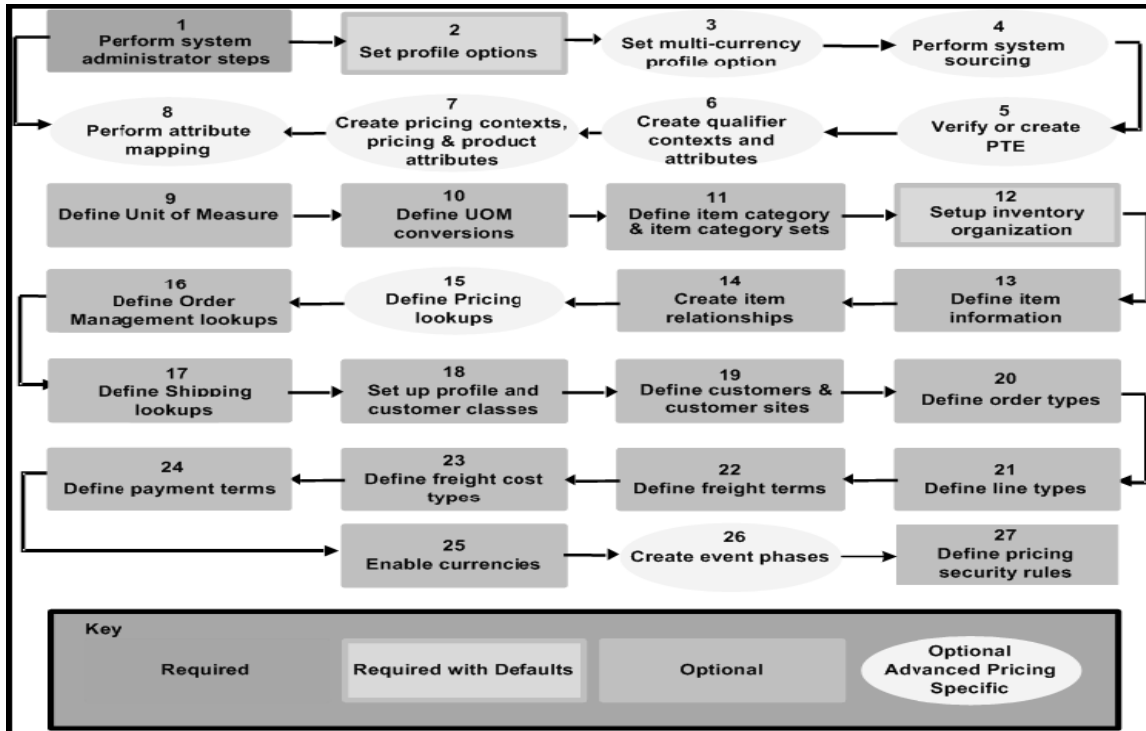 1
Perform system
administrator steps
2
Set profile options
3
Set multi-currency
profile option
4
Perform system
sourcing
8
Perform attribute
mapping
7
Create pricing contexts,
pricing & product
attributes
6
Create qualifier
contexts and
attributes
5
Verify or create
PTE
9
Define Unit of Measure
10
Define UOM
conversions
11
Define item category
& item category sets
12
Setup inventory
organization
16
Define Order
Management lookups
15
Define Pricing
lookups
14
Create item
relationships
13
Define item
information
17
Define Shipping
lookups
18
Set up profile and
customer classes
19
Define customers &
customer sites
20
Define order types
24
Define payment terms
23
Define freight cost
types
22
Define freight terms
21
Define line types
25
Enable currencies
26
Create event phases
27
Define pricing
security rules
Key
Required
Required with Defaults
Optional
Optional
Advanced Pricing
Specific